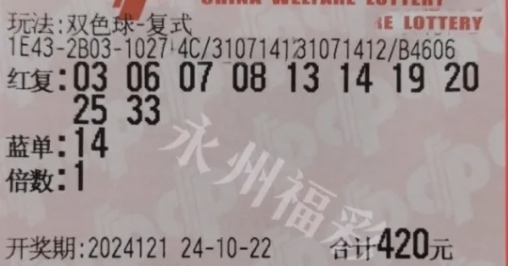 CHINA WELFARE LOTTERY
玩法:双色球-复式
E LOTTERY
1E43-2B03-1027 4C/31071412/B4606
红复:03 06 07 08 13 14 19 20
25 33
蓝单:14
倍数:1
永州福彩
开奖期:2024121 24-10-22 合计420元